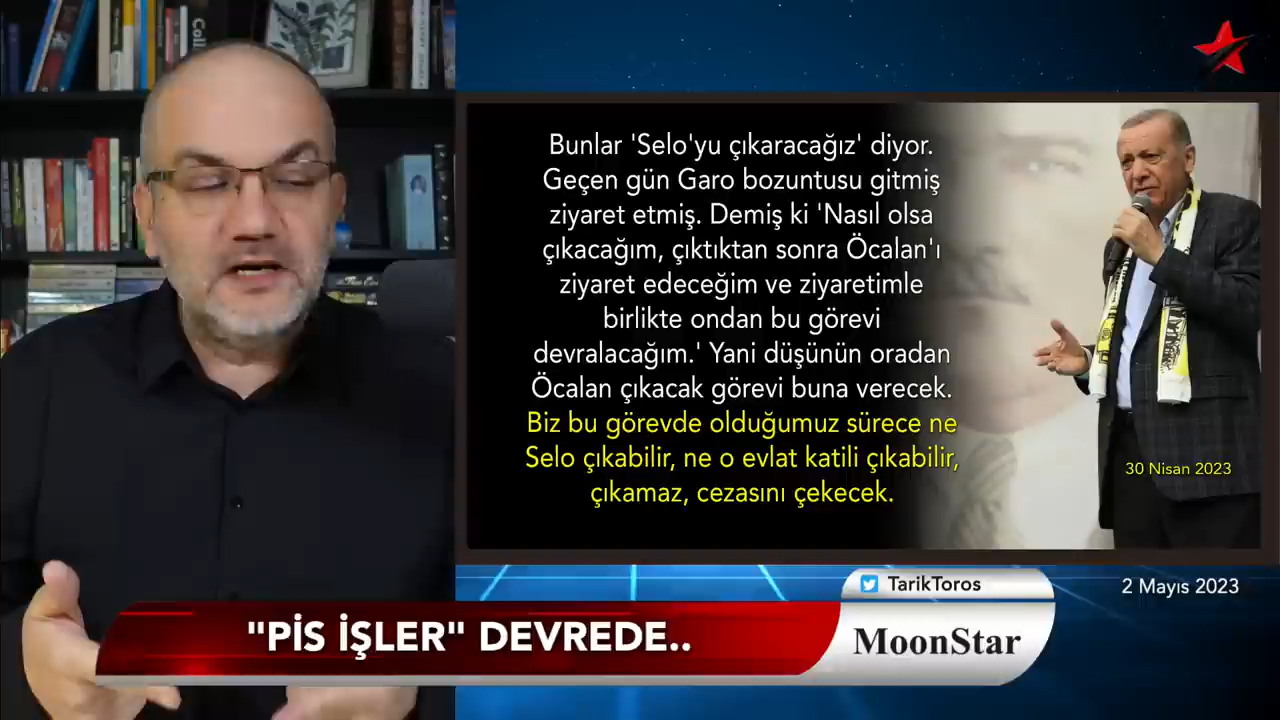 Bunlar 'Selo'yu çıkaracağız' diyor.
Geçen gün Garo bozuntusu gitmiş
ziyaret etmiş. Demiş ki 'Nasıl olsa
çıkacağım, çıktıktan sonra Öcalan'ı
ziyaret edeceğim ve ziyaretimle
birlikte ondan bu görevi
devralacağım.' Yani düşünün oradan
Öcalan çıkacak görevi buna verecek.
Biz bu görevde olduğumuz sürece ne
Selo çıkabilir, ne o evlat katili çıkabilir,
çıkamaz, cezasını çekecek.
30 Nisan 2023
TarikToros
2 Mayıs 2023
"PİS İŞLER" DEVREDE..
MoonStar